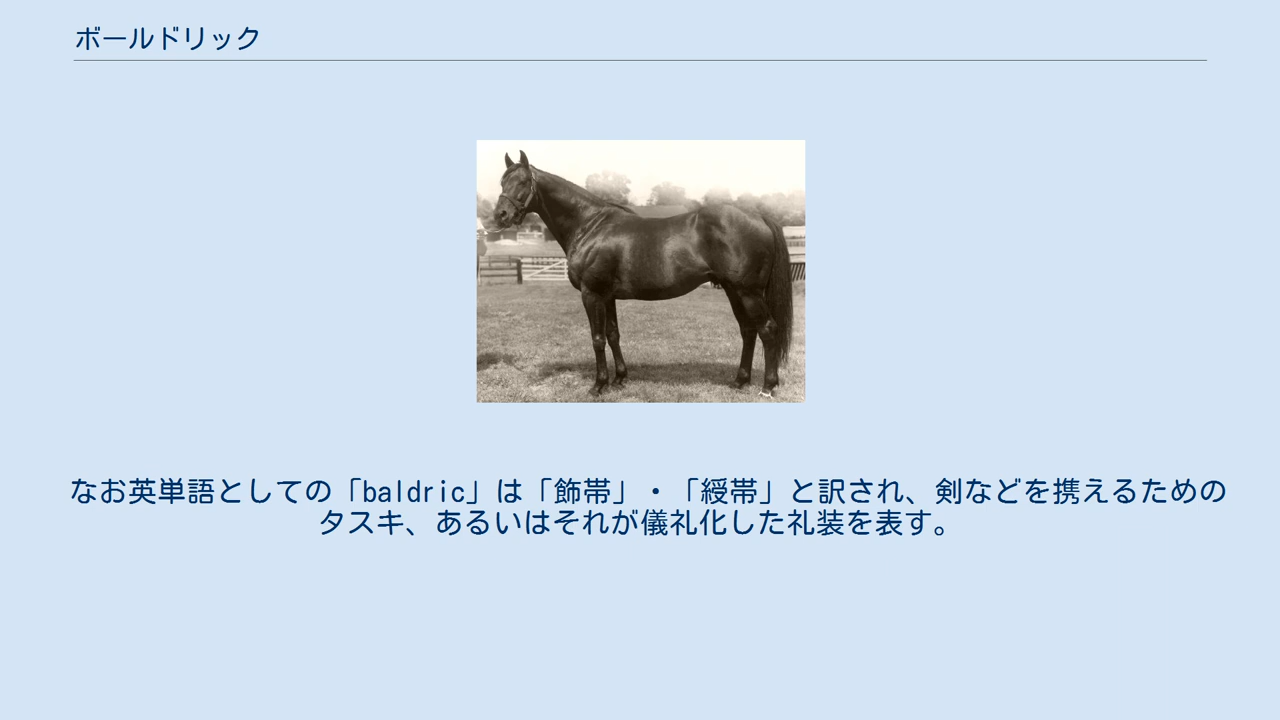 ボールドリック
なお英単語としての「baldric」は「飾帯」・「綬帯」と訳され、剣などを携えるための
タスキ、あるいはそれが儀礼化した礼装を表す。